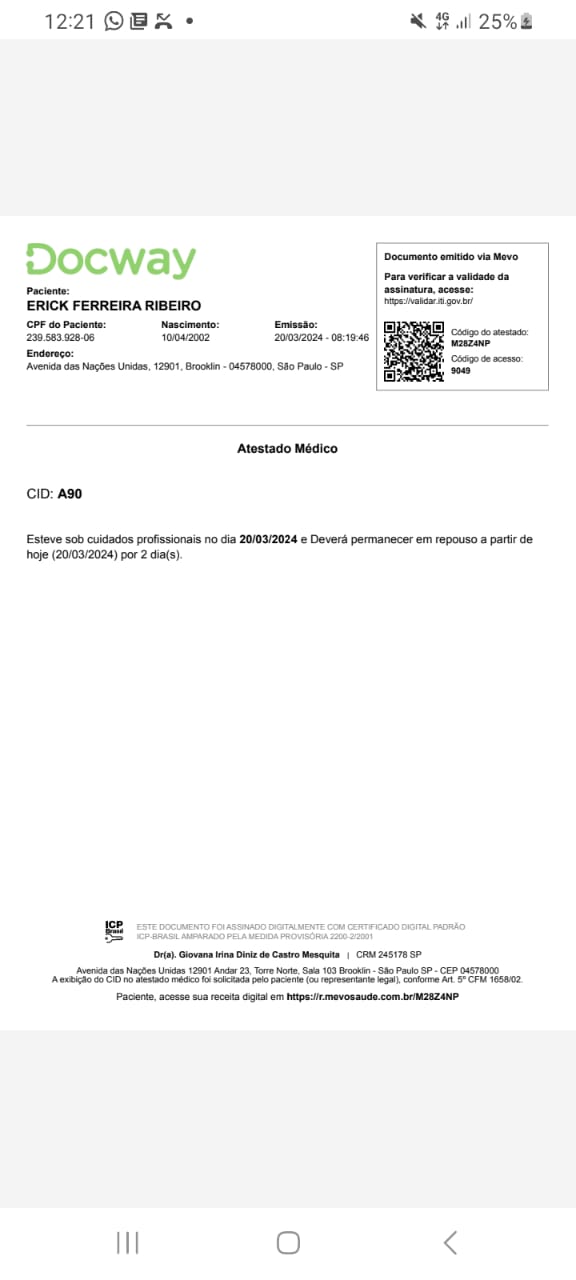 12:21
4G
25%
Docway
Paciente:
ERICK FERREIRA RIBEIRO
CPF do Paciente:
239.583.928-06
Nascimento:
10/04/2002
Emissão:
20/03/2024 - 08:19:46
Endereço:
Avenida das Nações Unidas, 12901, Brooklin - 04578000, São Paulo - SP
Documento emitido via Mevo
Para verificar a validade da
assinatura, acesse:
https://validar.iti.gov.br/
Código do atestado:
M28Z4NP
Código de acesso:
9049
Atestado Médico
CID: A90
Esteve sob cuidados profissionais no dia 20/03/2024 e Deverá permanecer em repouso a partir de
hoje (20/03/2024) por 2 dia(s).
ICP
Brasil
ESTE DOCUMENTO FOI ASSINADO DIGITALMENTE COM CERTIFICADO DIGITAL PADRÃO
ICP-BRASIL AMPARADO PELA MEDIDA PROVISÓRIA 2200-2/2001
Dr(a). Giovana Irina Diniz de Castro Mesquita | CRM 245178 SP
Avenida das Nações Unidas 12901 Andar 23, Torre Norte, Sala 103 Brooklin - São Paulo SP - CEP 04578000
A exibição do CID no atestado médico foi solicitada pelo paciente (ou representante legal), conforme Art. 5º CFM 1658/02.
Paciente, acesse sua receita digital em https://r.mevosaude.com.br/M28Z4NP